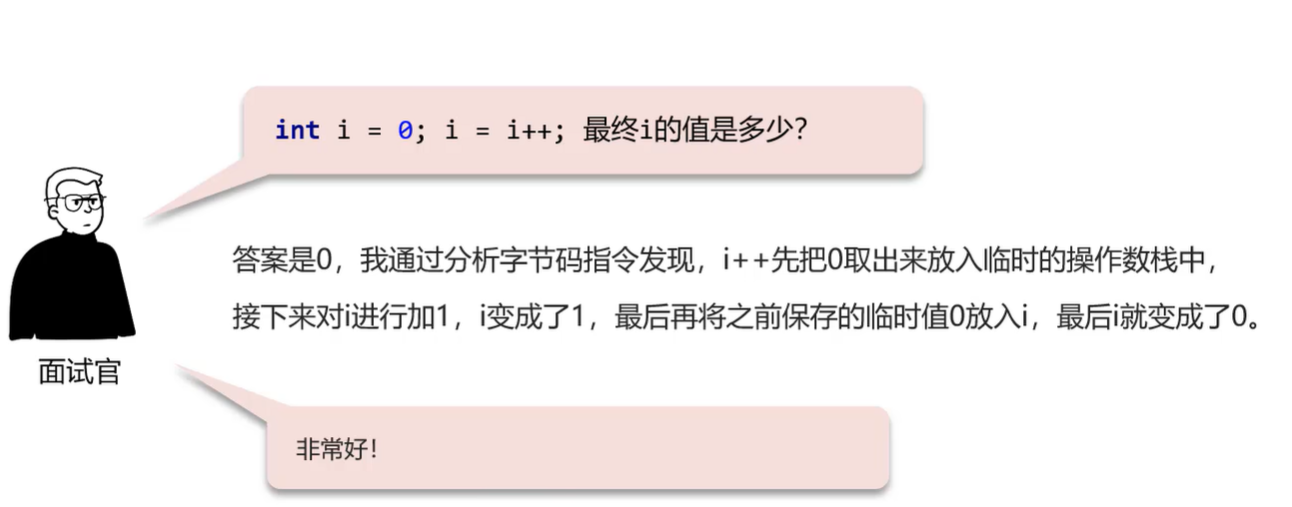 int i = 0; i = i++; 最终i的值是多少？
答案是0，我通过分析字节码指令发现，i++先把0取出来放入临时的操作数栈中，
接下来对i进行加1，i变成了1，最后再将之前保存的临时值0放入i，最后i就变成了0。
面试官
非常好！